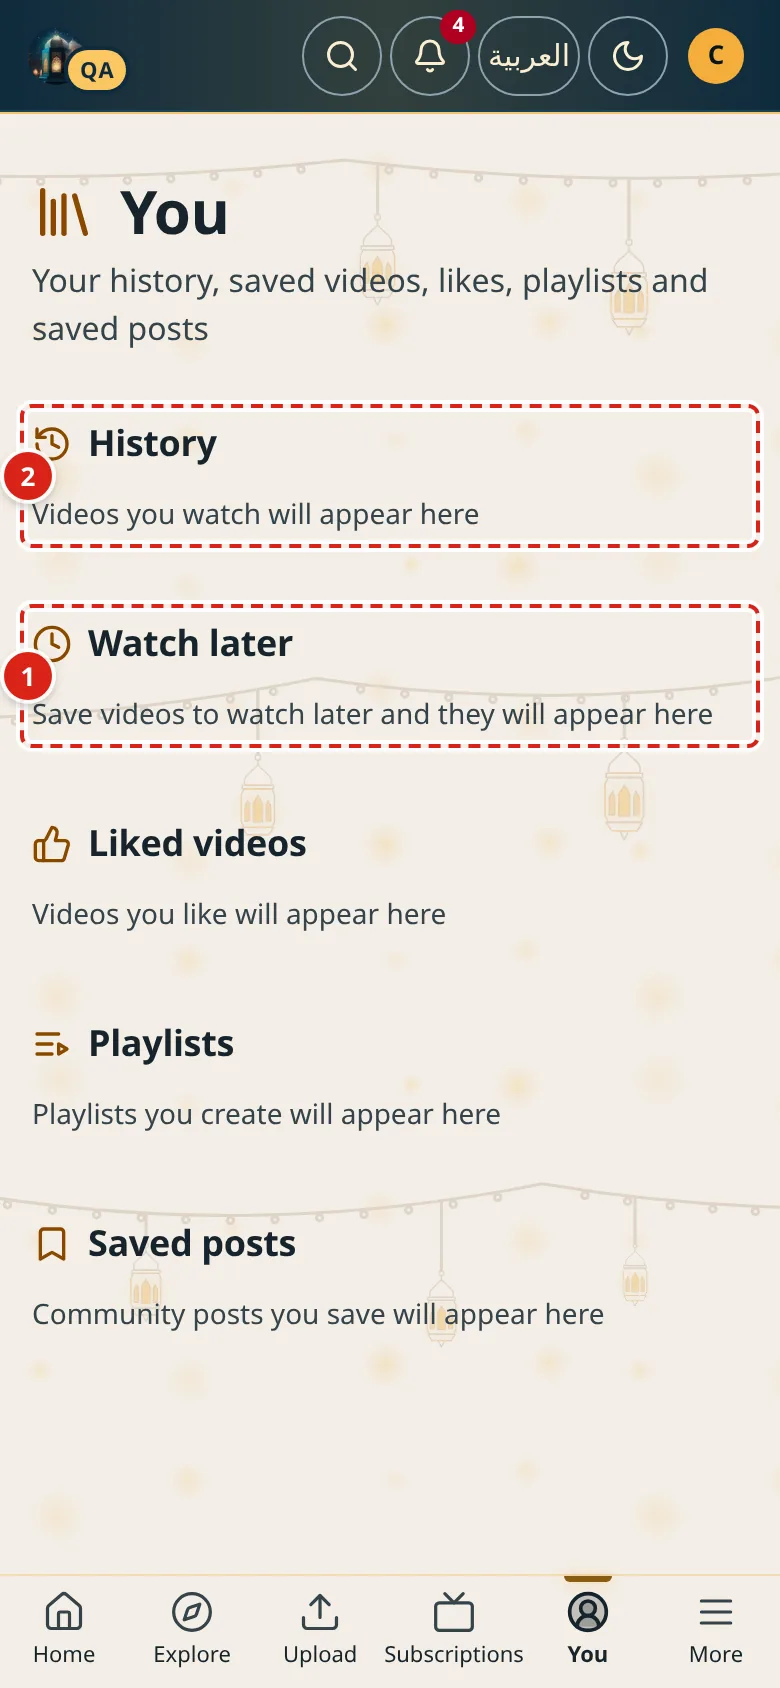 QA
4
العربية
C
You
Your history, saved videos, likes, playlists and
saved posts
History
2
Videos you watch will appear here
Watch later
1
Save videos to watch later and they will appear here
Liked videos
Videos you like will appear here
Playlists
Playlists you create will appear here
Saved posts
Community posts you save will appear here
Home Explore Upload Subscriptions You More